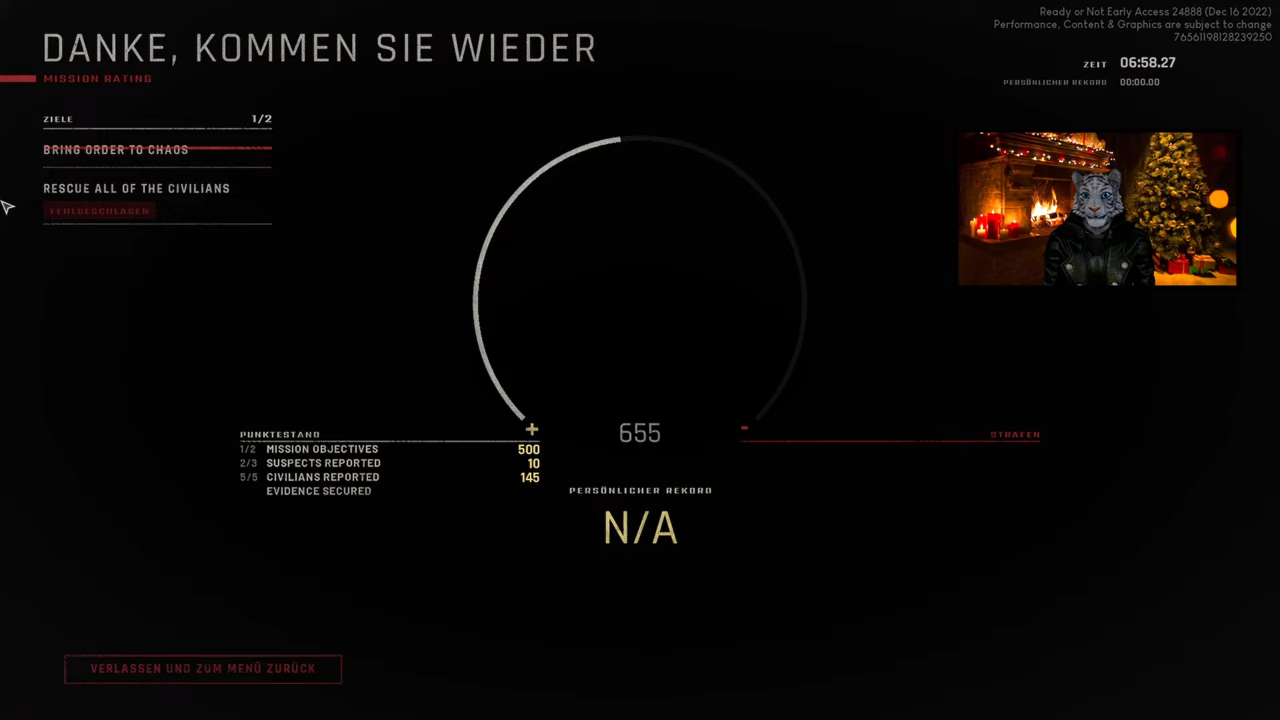 Ready or Not Early Access 24888 (Dec 16 2022)
Performance, Content & Graphics are subject to change
76561198128239250
DANKE, KOMMEN SIE WIEDER
MISSION RATING
ZEIT 06:58.27
PERSÖNLICHER REKORD 00:00.00
ZIELE 1/2
BRING ORDER TO CHAOS
RESCUE ALL OF THE CIVILIANS
FEHLGESCHLAGEN
PUNKTESTAND +
1/2 MISSION OBJECTIVES 500
2/3 SUSPECTS REPORTED 10
5/5 CIVILIANS REPORTED 145
EVIDENCE SECURED
655
- STRAFEN
PERSÖNLICHER REKORD
N/A
VERLASSEN UND ZUM MENÜ ZURÜCK